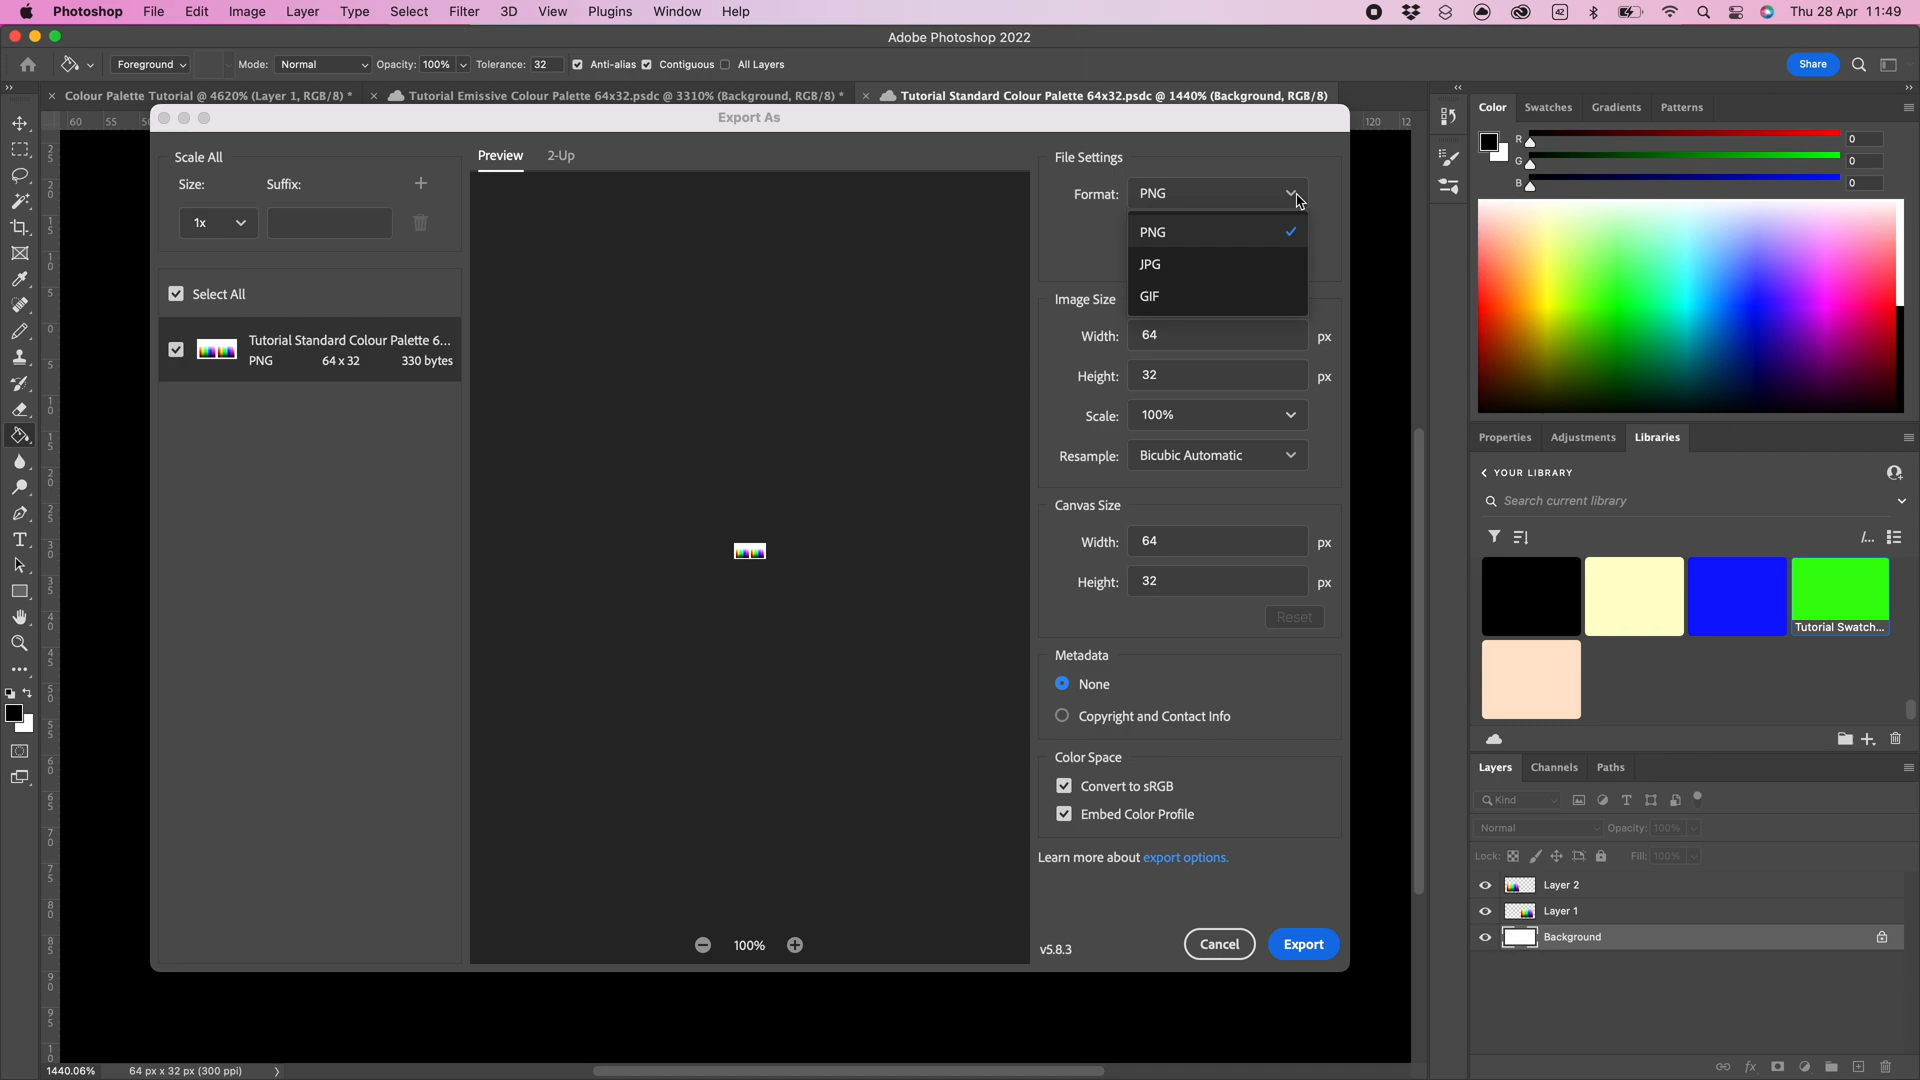 Photoshop File Edit Image Layer Type Select Filter 3D View Plugins Window Help 42 Thu 28 Apr 11:49
Adobe Photoshop 2022
Foreground Mode: Normal Opacity: 100% Tolerance: 32 Anti-alias Contiguous All Layers Share
Colour Palette Tutorial @ 4620% (Layer 1, RGB/8) * Tutorial Emissive Colour Palette 64x32.psdc @ 3310% (Background, RGB/8) * Tutorial Standard Colour Palette 64x32.psdc @ 1440% (Background, RGB/8)
Export As
Scale All
Size: Suffix:
1x
Select All
Tutorial Standard Colour Palette 6...
PNG 64 x 32 330 bytes
Preview 2-Up
100%
File Settings
Format: PNG
PNG
JPG
GIF
Image Size
Width: 64 px
Height: 32 px
Scale: 100%
Resample: Bicubic Automatic
Canvas Size
Width: 64 px
Height: 32 px
Reset
Metadata
None
Copyright and Contact Info
Color Space
Convert to sRGB
Embed Color Profile
Learn more about export options.
v5.8.3 Cancel Export
Color Swatches Gradients Patterns
R 0
G 0
B 0
Properties Adjustments Libraries
YOUR LIBRARY
Search current library
Tutorial Swatch...
Layers Channels Paths
Kind
Normal Opacity: 100%
Lock: Fill: 100%
Layer 2
Layer 1
Background
1440.06% 64 px x 32 px (300 ppi)